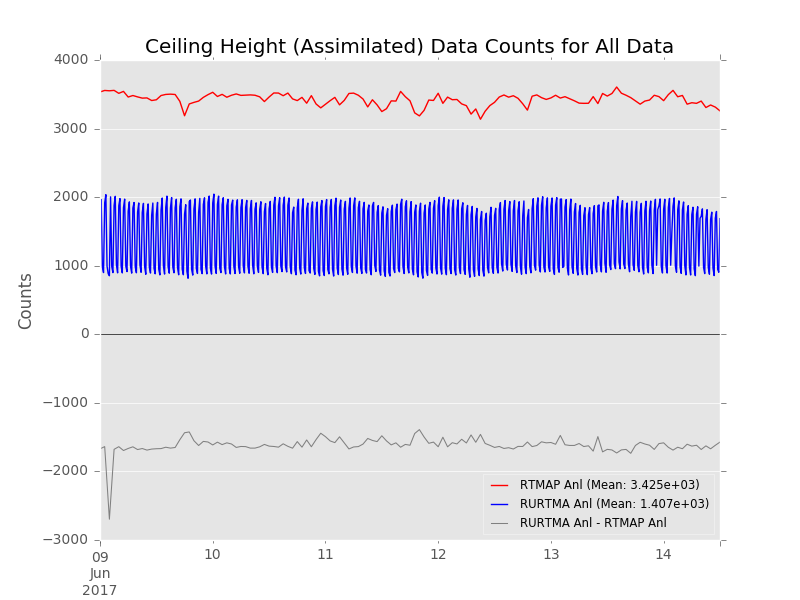 Ceiling Height (Assimilated) Data Counts for All Data
4000
3000
2000
1000
0
−1000
−2000
−3000
Counts
RTMAP Anl (Mean: 3.425e+03)
RURTMA Anl (Mean: 1.407e+03)
RURTMA Anl - RTMAP Anl
09 10 11 12 13 14
Jun
2017